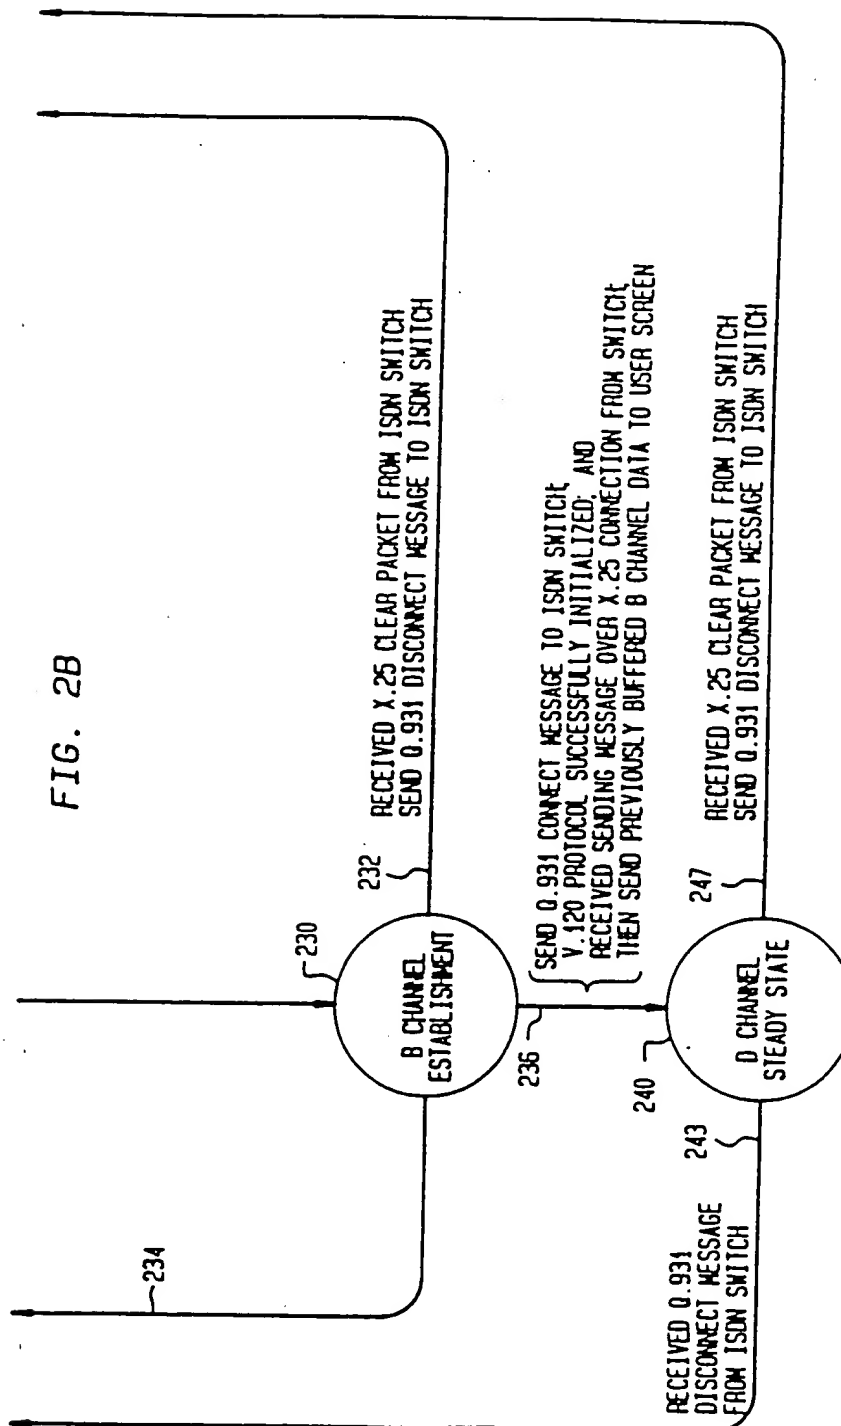 FIG. 2B
234
230
B CHANNEL
ESTABLISHMENT
232
RECEIVED X.25 CLEAR PACKET FROM ISDN SWITCH
SEND Q.931 DISCONNECT MESSAGE TO ISDN SWITCH
236
SEND Q.931 CONNECT MESSAGE TO ISDN SWITCH;
V.120 PROTOCOL SUCCESSFULLY INITIALIZED; AND
RECEIVED SENDING MESSAGE OVER X.25 CONNECTION FROM SWITCH;
THEN SEND PREVIOUSLY BUFFERED B CHANNEL DATA TO USER SCREEN
240
D CHANNEL
STEADY STATE
243
RECEIVED Q.931
DISCONNECT MESSAGE
FROM ISDN SWITCH
247
RECEIVED X.25 CLEAR PACKET FROM ISDN SWITCH
SEND Q.931 DISCONNECT MESSAGE TO ISDN SWITCH